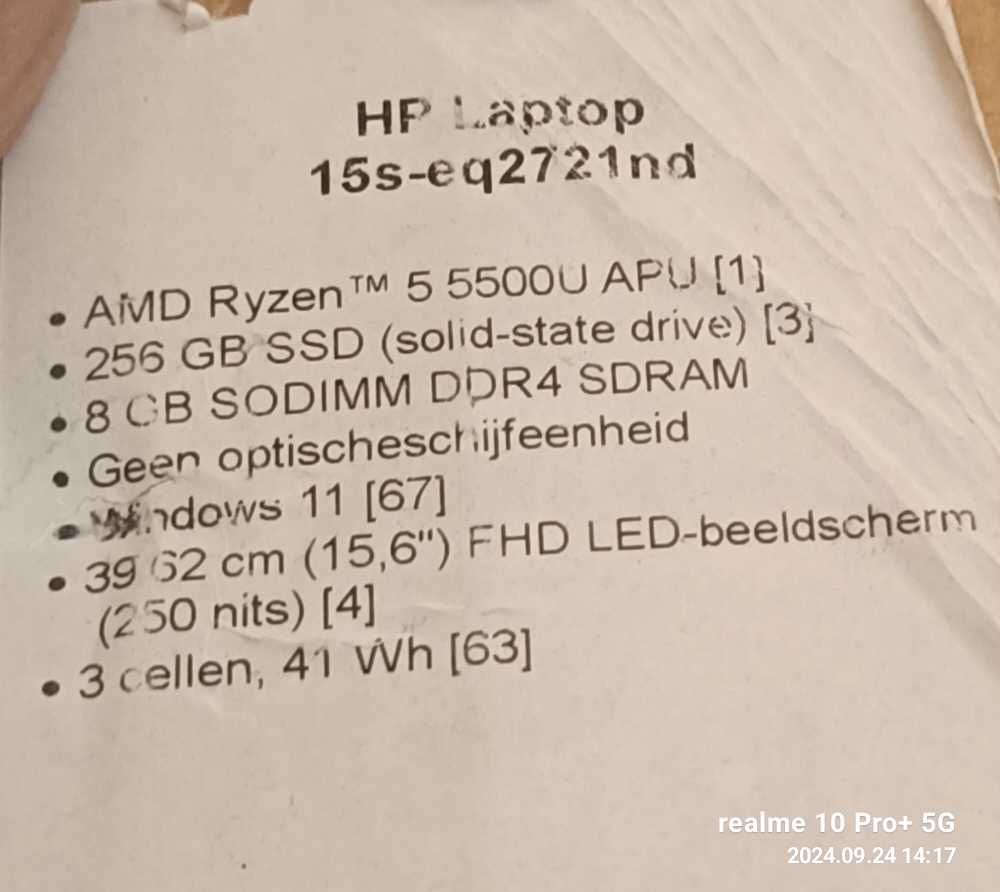 HP Laptop
15s-eq2721nd
• AMD Ryzen™ 5 5500U APU [1]
• 256 GB SSD (solid-state drive) [3]
• 8 GB SODIMM DDR4 SDRAM
• Geen optischeschijfeenheid
• Windows 11 [67]
• 39,62 cm (15,6") FHD LED-beeldscherm
(250 nits) [4]
• 3 cellen, 41 Wh [63]
realme 10 Pro+ 5G
2024.09.24 14:17